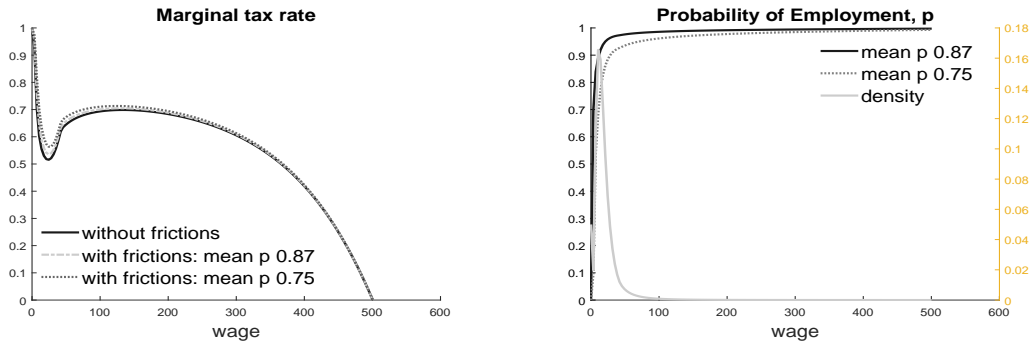 Marginal tax rate
1
0.9
0.8
0.7
0.6
0.5
0.4
0.3
0.2
0.1
0
without frictions
with frictions: mean p 0.87
with frictions: mean p 0.75
0 100 200 300 400 500 600
wage
Probability of Employment, p
1
0.9
0.8
0.7
0.6
0.5
0.4
0.3
0.2
0.1
0
mean p 0.87
mean p 0.75
density
0.18
0.16
0.14
0.12
0.1
0.08
0.06
0.04
0.02
0
0 100 200 300 400 500 600
wage